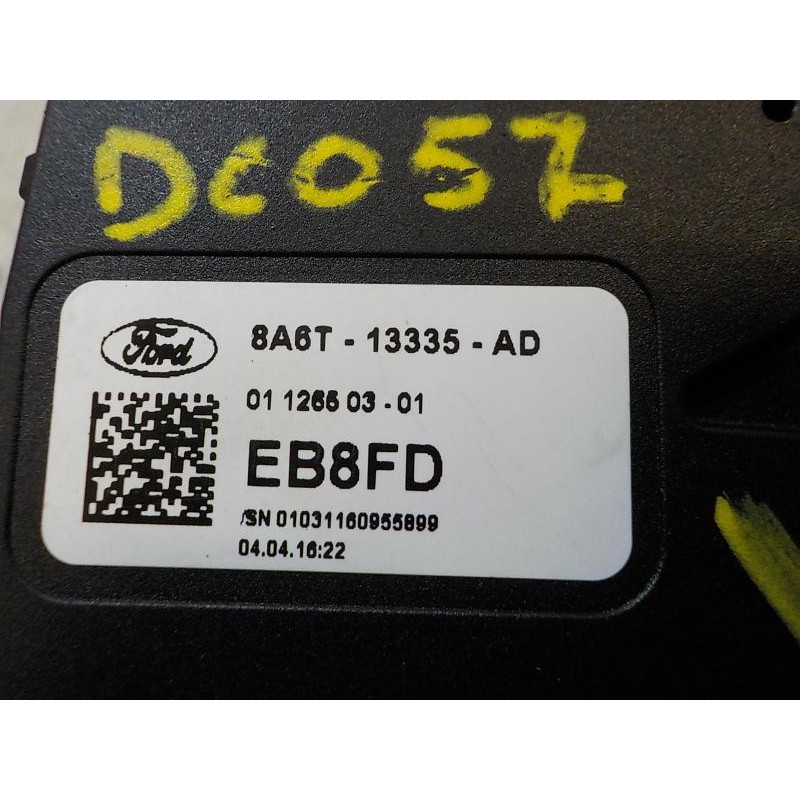 DC057
Ford
8A6T - 13335 - AD
01 1265 03 - 01
EB8FD
/SN 01031160955899
04.04.16:22